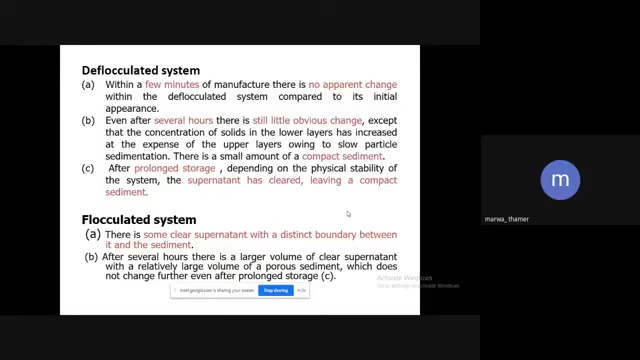 Deflocculated system
(a) Within a few minutes of manufacture there is no apparent change
within the deflocculated system compared to its initial
appearance.
(b) Even after several hours there is still little obvious change, except
that the concentration of solids in the lower layers has increased
at the expense of the upper layers owing to slow particle
sedimentation. There is a small amount of a compact sediment.
(c) After prolonged storage , depending on the physical stability of
the system, the supernatant has cleared, leaving a compact
sediment.
Flocculated system
(a) There is some clear supernatant with a distinct boundary between
it and the sediment.
(b) After several hours there is a larger volume of clear supernatant
with a relatively large volume of a porous sediment, which does
not change further even after prolonged storage (c).
meet.google.com is sharing your screen. Stop sharing Hide
m
marwa_thamer
Activate Windows
Go to Settings to activate Windows.